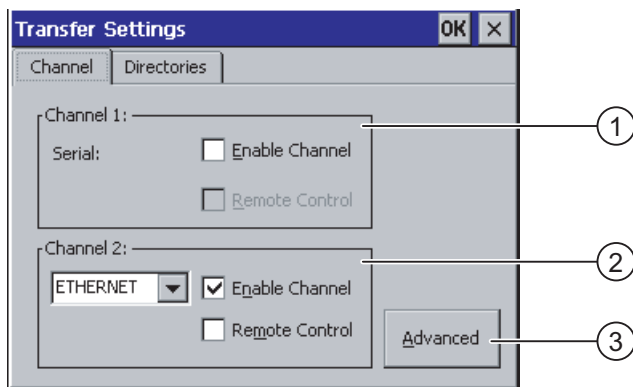 Transfer Settings OK ×
Channel Directories
Channel 1:
1
Serial: Enable Channel
Remote Control
Channel 2:
2
ETHERNET Enable Channel
Remote Control
Advanced
3